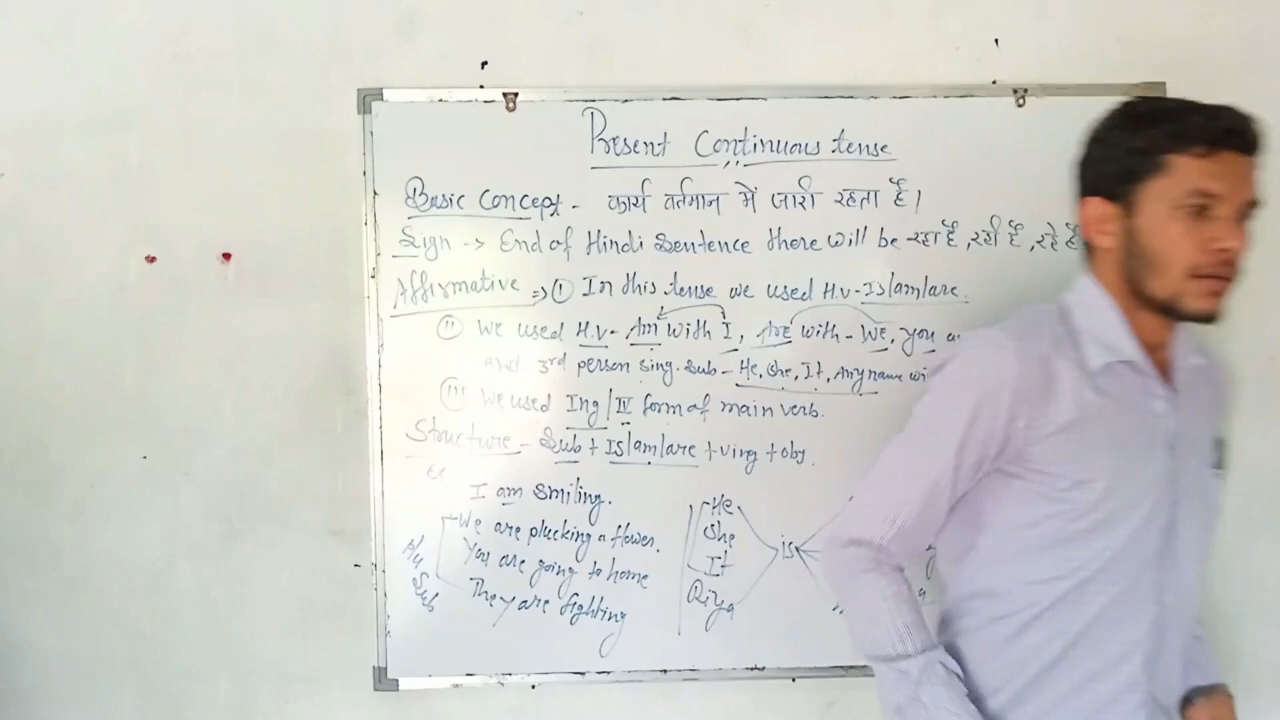 Present Continuous tense
Basic Concept - कार्य वर्तमान में जारी रहता है।
Sign -> End of Hindi Sentence there will be रहा है, रही है, रहे है
Affirmative => (I) In this tense we used H.V - Is/am/are.
(II) We used H.V - Am with I, Are with - We, You
and 3rd person sing. sub - He, She, It, Any name
(III) We used Ing/IV form of main verb.
Structure - Sub + Is/am/are + ving + obj.
ex
I am smiling.
We are plucking a flower.
You are going to home
They are fighting
Sub
He
She
It
Riya
is